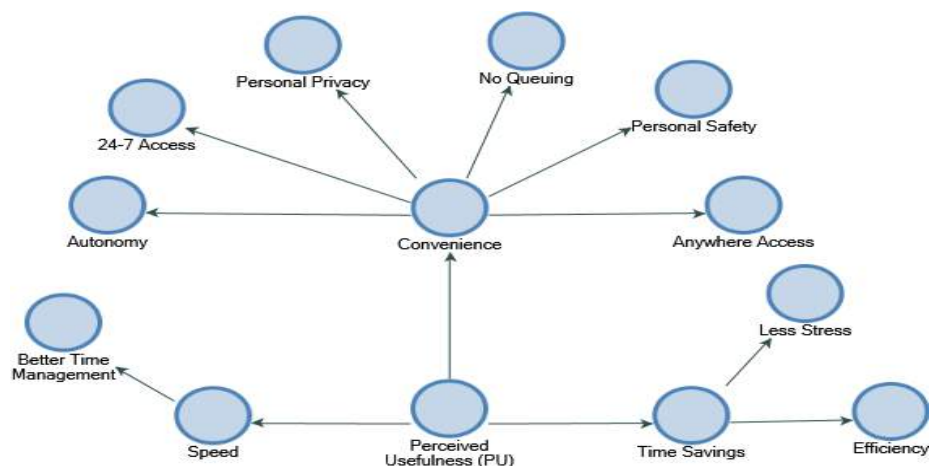 Personal Privacy
No Queuing
24-7 Access
Personal Safety
Autonomy
Convenience
Anywhere Access
Less Stress
Better Time
Management
Speed
Perceived
Usefulness (PU)
Time Savings
Efficiency